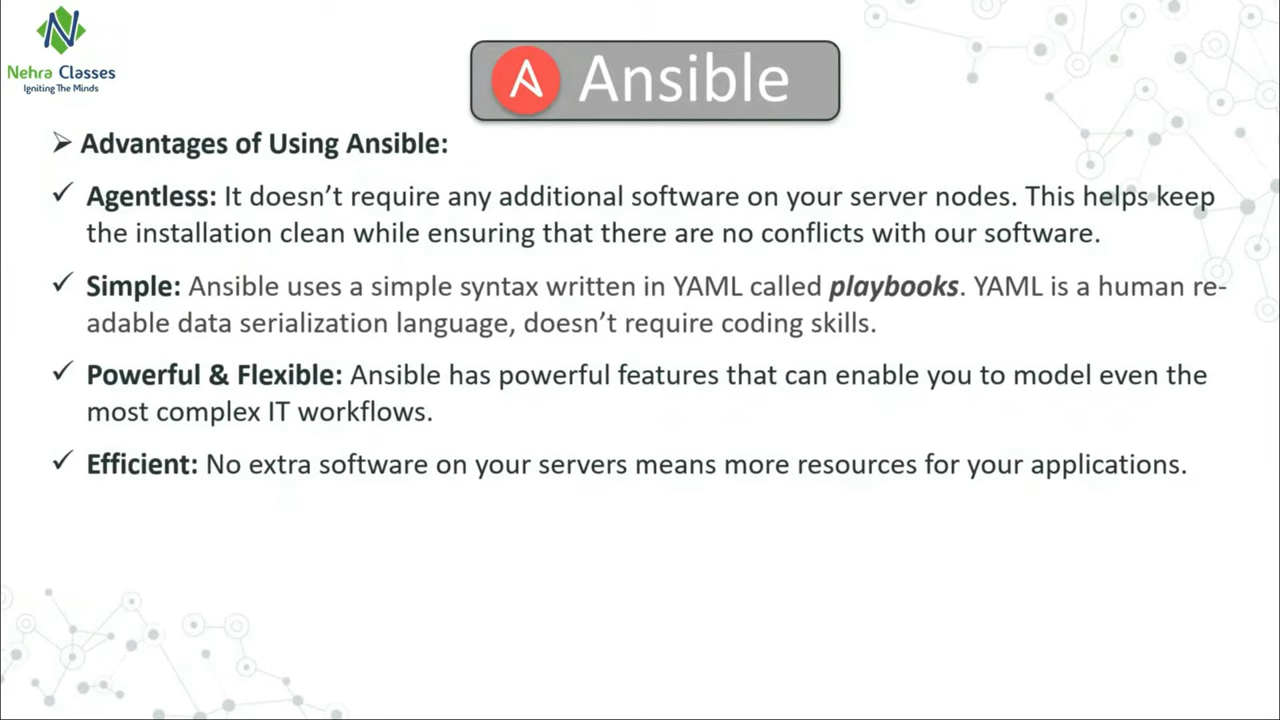 Nehra Classes
Igniting The Minds
Ansible
➢ Advantages of Using Ansible:
✓ Agentless: It doesn’t require any additional software on your server nodes. This helps keep
the installation clean while ensuring that there are no conflicts with our software.
✓ Simple: Ansible uses a simple syntax written in YAML called playbooks. YAML is a human re-
adable data serialization language, doesn’t require coding skills.
✓ Powerful & Flexible: Ansible has powerful features that can enable you to model even the
most complex IT workflows.
✓ Efficient: No extra software on your servers means more resources for your applications.